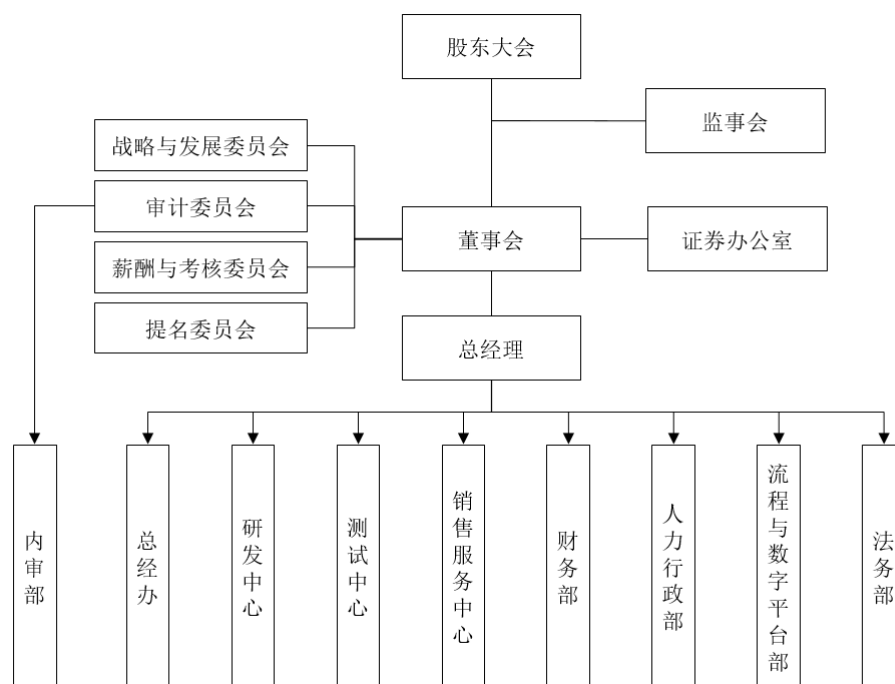 股东大会
监事会
战略与发展委员会
审计委员会
董事会
证券办公室
薪酬与考核委员会
提名委员会
总经理
内审部
总经办
研发中心
测试中心
销售服务中心
财务部
人力行政部
流程与数字平台部
法务部